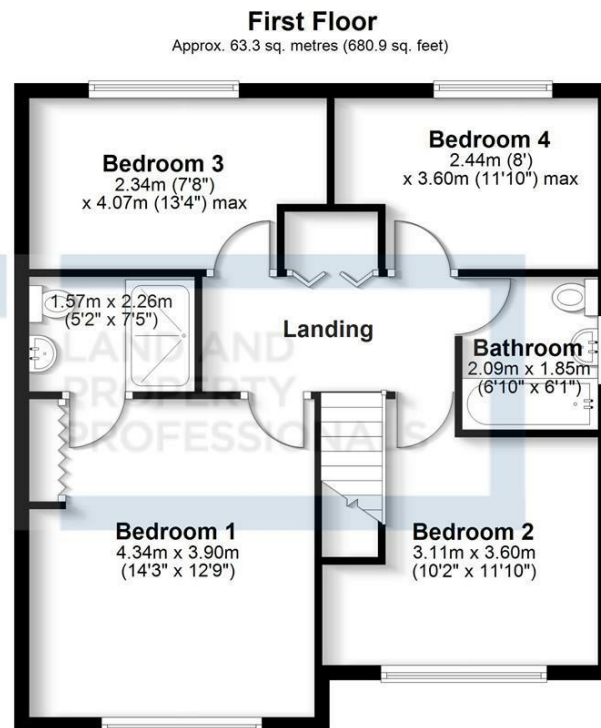 First Floor
Approx. 63.3 sq. metres (680.9 sq. feet)
Bedroom 3
2.34m (7'8")
x 4.07m (13'4") max
Bedroom 4
2.44m (8')
x 3.60m (11'10") max
1.57m x 2.26m
(5'2" x 7'5")
Landing
Bathroom
2.09m x 1.85m
(6'10" x 6'1")
LAND AND
PROPERTY
PROFESSIONALS
Bedroom 1
4.34m x 3.90m
(14'3" x 12'9")
Bedroom 2
3.11m x 3.60m
(10'2" x 11'10")